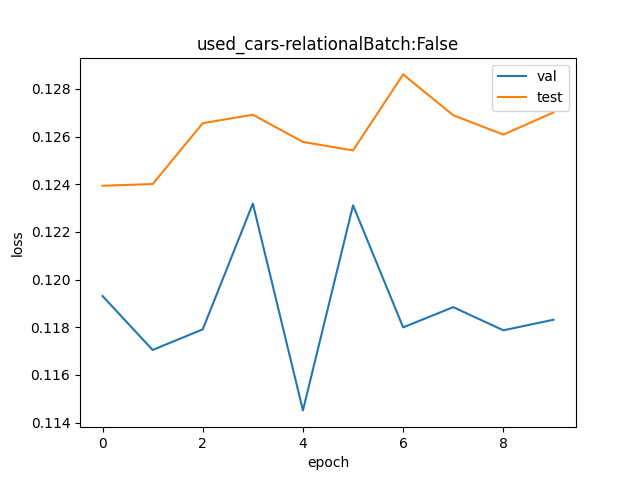 used_cars-relationalBatch:False
val
test
0.128
0.126
0.124
0.122
0.120
0.118
0.116
0.114
loss
0 2 4 6 8
epoch